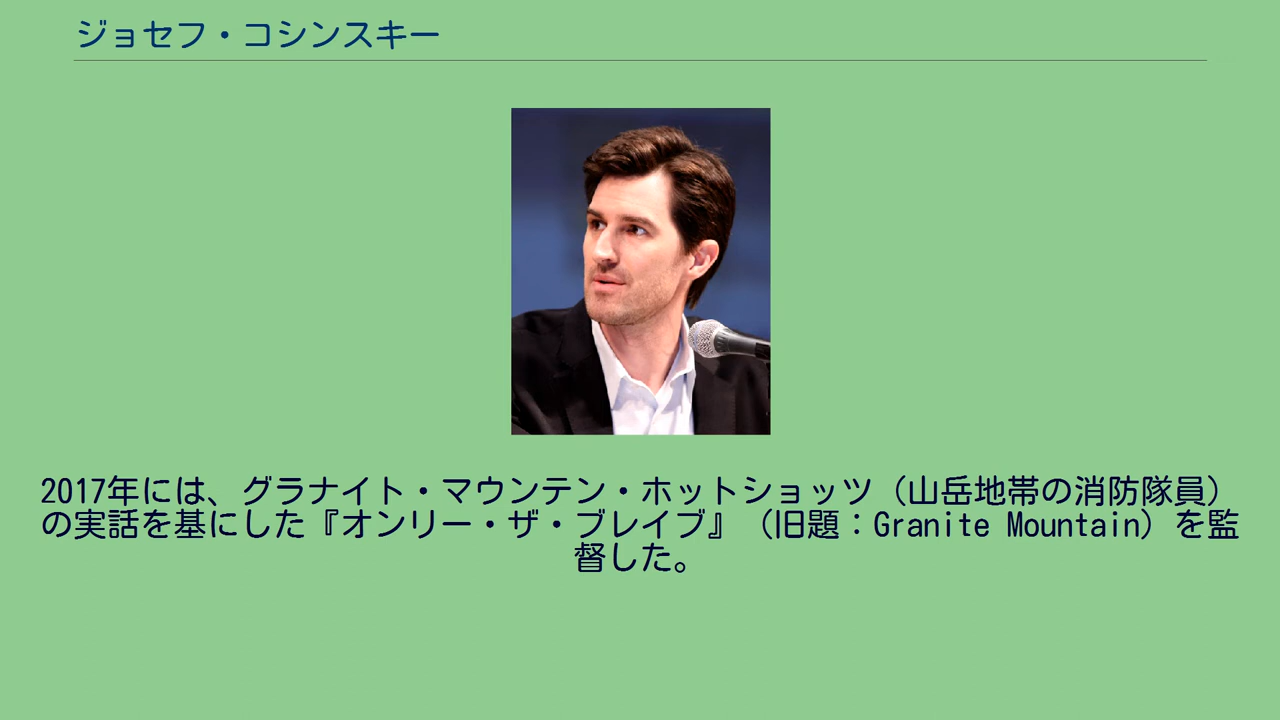 ジョセフ・コシンスキー
2017年には、グラナイト・マウンテン・ホットショッツ（山岳地帯の消防隊員）
の実話を基にした『オンリー・ザ・ブレイブ』（旧題：Granite Mountain）を監
督した。